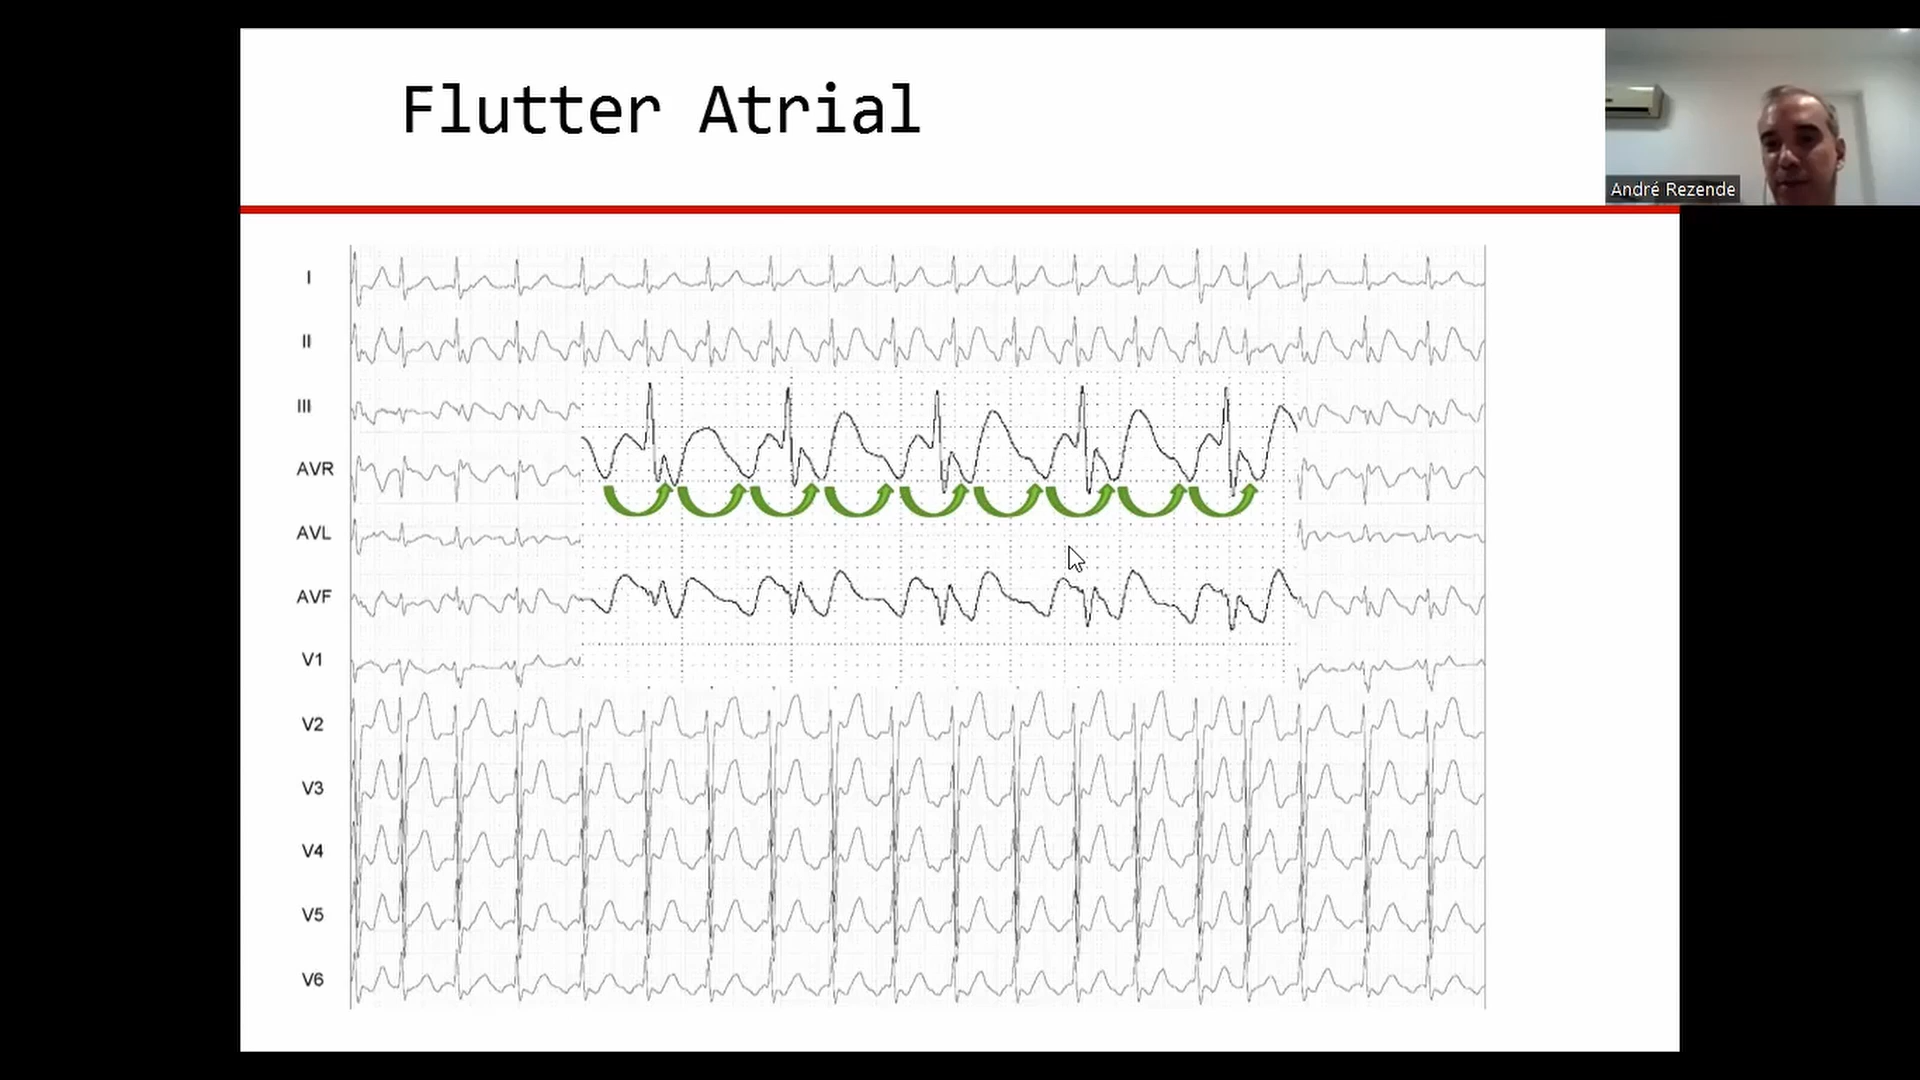 Flutter Atrial
André Rezende
I
II
III
AVR
AVL
AVF
V1
V2
V3
V4
V5
V6